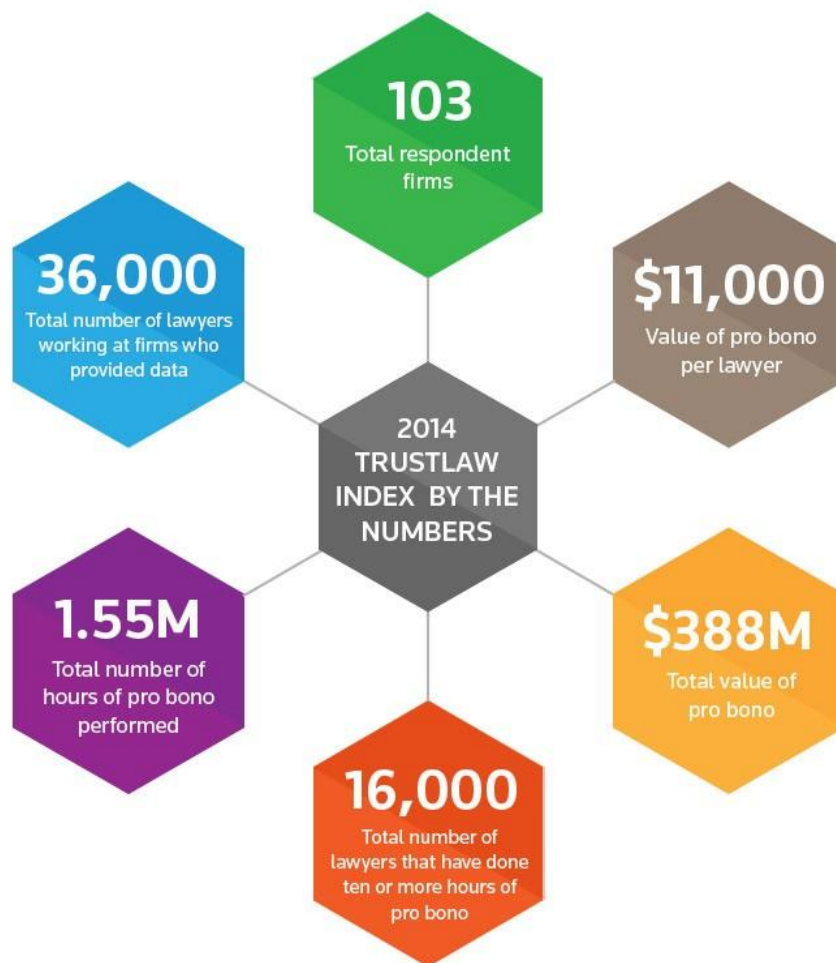 103
Total respondent
firms
36,000
Total number of lawyers
working at firms who
provided data
$11,000
Value of pro bono
per lawyer
2014
TRUSTLAW
INDEX BY THE
NUMBERS
1.55M
Total number of
hours of pro bono
performed
$388M
Total value of
pro bono
16,000
Total number of
lawyers that have done
ten or more hours of
pro bono